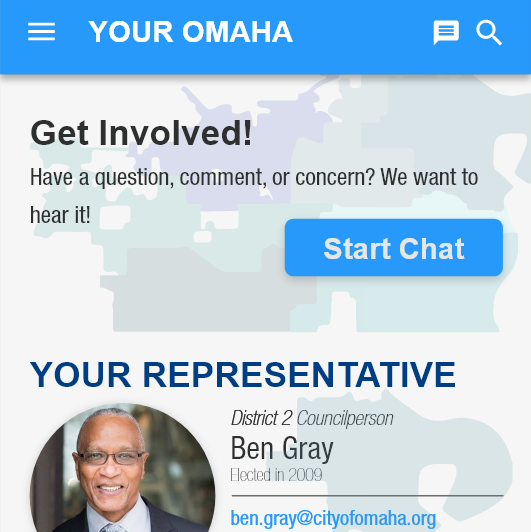 YOUR OMAHA
Get Involved!
Have a question, comment, or concern? We want to
hear it!
Start Chat
YOUR REPRESENTATIVE
District 2 Councilperson
Ben Gray
Elected in 2009
ben.gray@cityofomaha.org